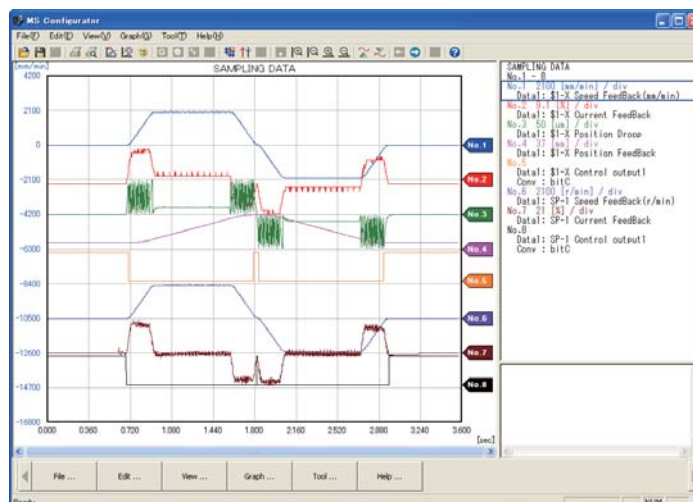 MS Configurator
File(F) Edit(E) View(V) Graph(G) Tool(T) Help(H)
[mm/min]
SAMPLING DATA
4200
2100
0
-2100
-4200
-6300
-8400
-10500
-12600
-14700
-16800
No.1
No.2
No.3
No.4
No.5
No.6
No.7
No.8
0.000 0.360 0.720 1.080 1.440 1.800 2.160 2.520 2.880 3.240 3.600
[sec]
SAMPLING DATA
No.1 - 8
No.1 2100 [mm/min] / div
Data1: $1-X Speed FeedBack(mm/min)
No.2 9.1 [%] / div
Data1: $1-X Current FeedBack
No.3 50 [um] / div
Data1: $1-X Position Droop
No.4 37 [mm] / div
Data1: $1-X Position FeedBack
No.5
Data1: $1-X Control output1
Conv : bitC
No.6 2100 [r/min] / div
Data1: SP-1 Speed FeedBack(r/min)
No.7 21 [%] / div
Data1: SP-1 Current FeedBack
No.8
Data1: SP-1 Control output1
Conv : bitC
File ... Edit ... View ... Graph ... Tool ... Help ...
Ready
NUM